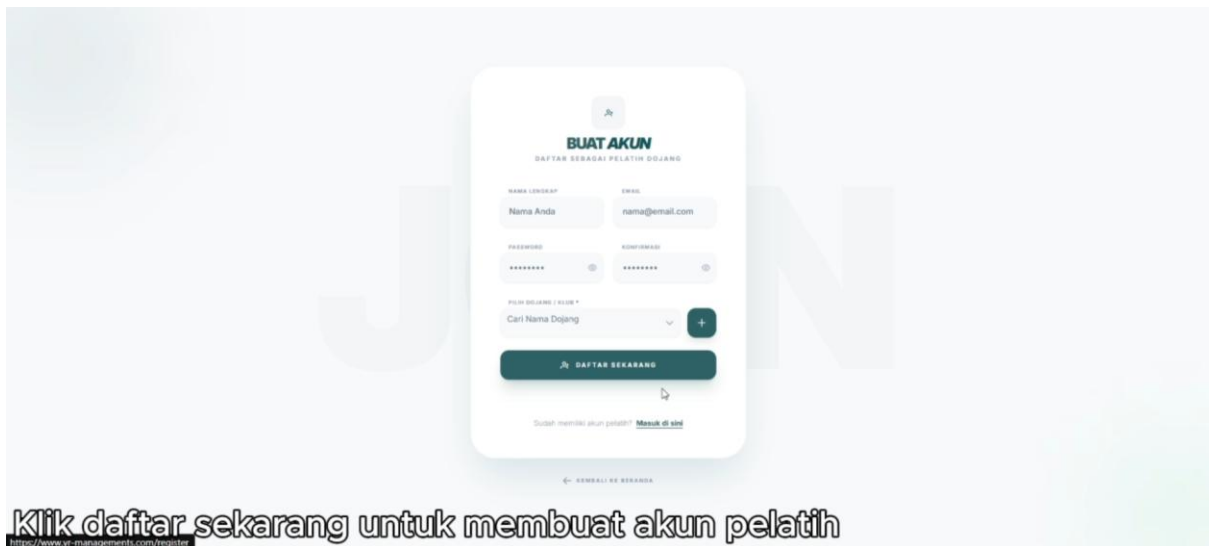 BUAT AKUN
DAFTAR SEBAGAI PELATIH DOJANG
NAMA LENGKAP EMAIL
Nama Anda nama@email.com
PASSWORD KONFIRMASI
******** ********
PILIH DOJANG / KLUB *
Cari Nama Dojang +
DAFTAR SEKARANG
Sudah memiliki akun pelatih? Masuk di sini
← KEMBALI KE BERANDA
Klik daftar sekarang untuk membuat akun pelatih
https://www.vr-managements.com/register